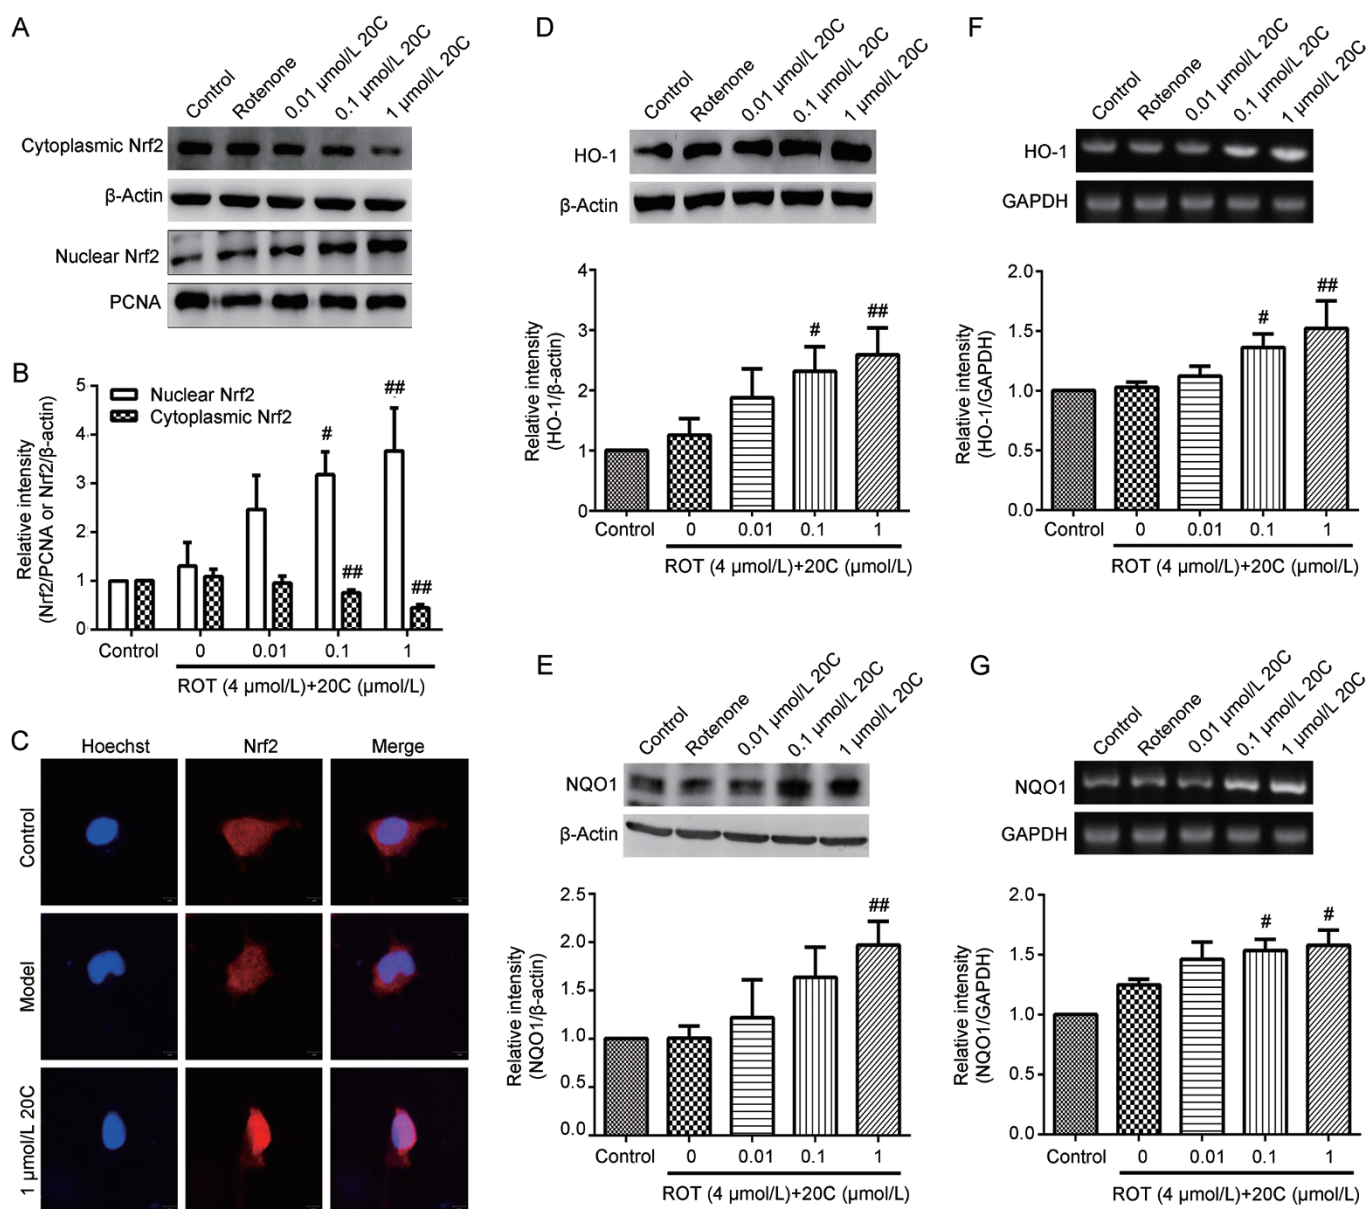 A
Control
Rotenone
0.01 µmol/L 20C
0.1 µmol/L 20C
1 µmol/L 20C
Cytoplasmic Nrf2
β-Actin
Nuclear Nrf2
PCNA
B
Relative intensity
(Nrf2/PCNA or Nrf2/β-actin)
5
4
3
2
1
0
Nuclear Nrf2
Cytoplasmic Nrf2
#
##
##
##
Control
0
0.01
0.1
1
ROT (4 µmol/L)+20C (µmol/L)
C
Hoechst
Nrf2
Merge
Control
Model
1 µmol/L 20C
D
Control
Rotenone
0.01 µmol/L 20C
0.1 µmol/L 20C
1 µmol/L 20C
HO-1
β-Actin
Relative intensity
(HO-1/β-actin)
4
3
2
1
0
#
##
Control
0
0.01
0.1
1
ROT (4 µmol/L)+20C (µmol/L)
E
Control
Rotenone
0.01 µmol/L 20C
0.1 µmol/L 20C
1 µmol/L 20C
NQO1
β-Actin
Relative intensity
(NQO1/β-actin)
2.5
2.0
1.5
1.0
0.5
0.0
##
Control
0
0.01
0.1
1
ROT (4 µmol/L)+20C (µmol/L)
F
Control
Rotenone
0.01 µmol/L 20C
0.1 µmol/L 20C
1 µmol/L 20C
HO-1
GAPDH
Relative intensity
(HO-1/GAPDH)
2.0
1.5
1.0
0.5
0.0
#
##
Control
0
0.01
0.1
1
ROT (4 µmol/L)+20C (µmol/L)
G
Control
Rotenone
0.01 µmol/L 20C
0.1 µmol/L 20C
1 µmol/L 20C
NQO1
GAPDH
Relative intensity
(NQO1/GAPDH)
2.0
1.5
1.0
0.5
0.0
#
#
Control
0
0.01
0.1
1
ROT (4 µmol/L)+20C (µmol/L)